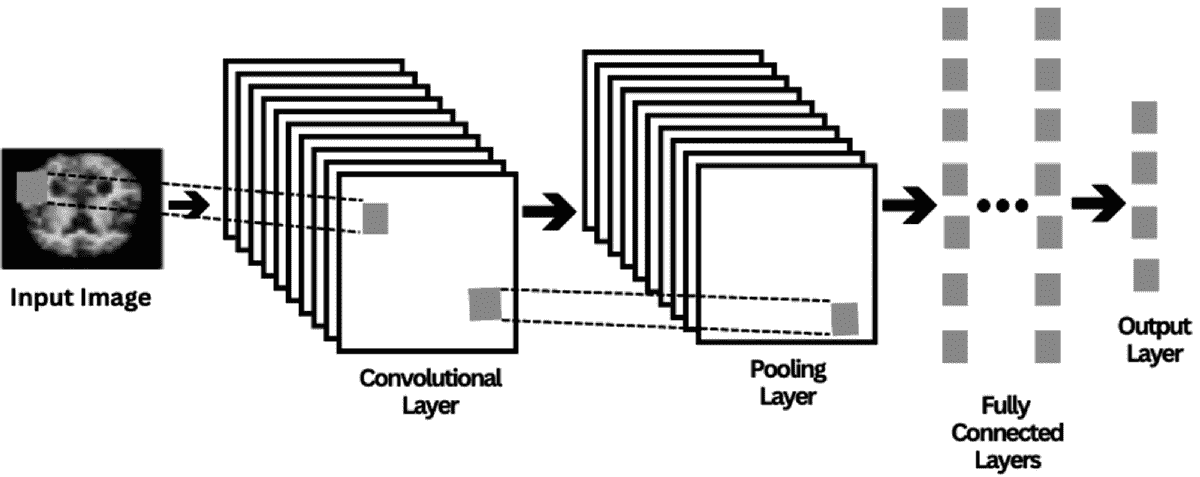 Input Image
Convolutional
Layer
Pooling
Layer
Fully
Connected
Layers
Output
Layer